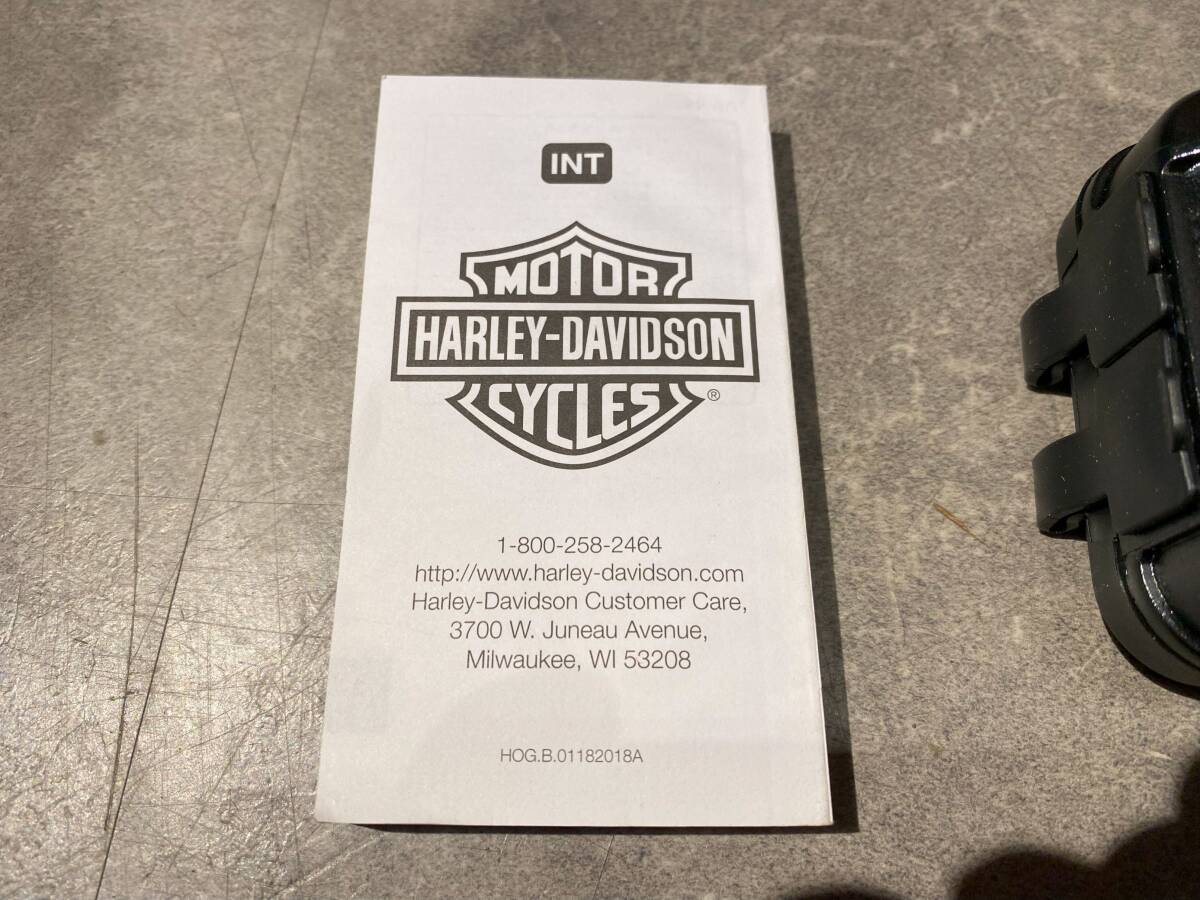 INT
MOTOR
HARLEY-DAVIDSON
CYCLES ®
1-800-258-2464
http://www.harley-davidson.com
Harley-Davidson Customer Care,
3700 W. Juneau Avenue,
Milwaukee, WI 53208
HOG.B.01182018A